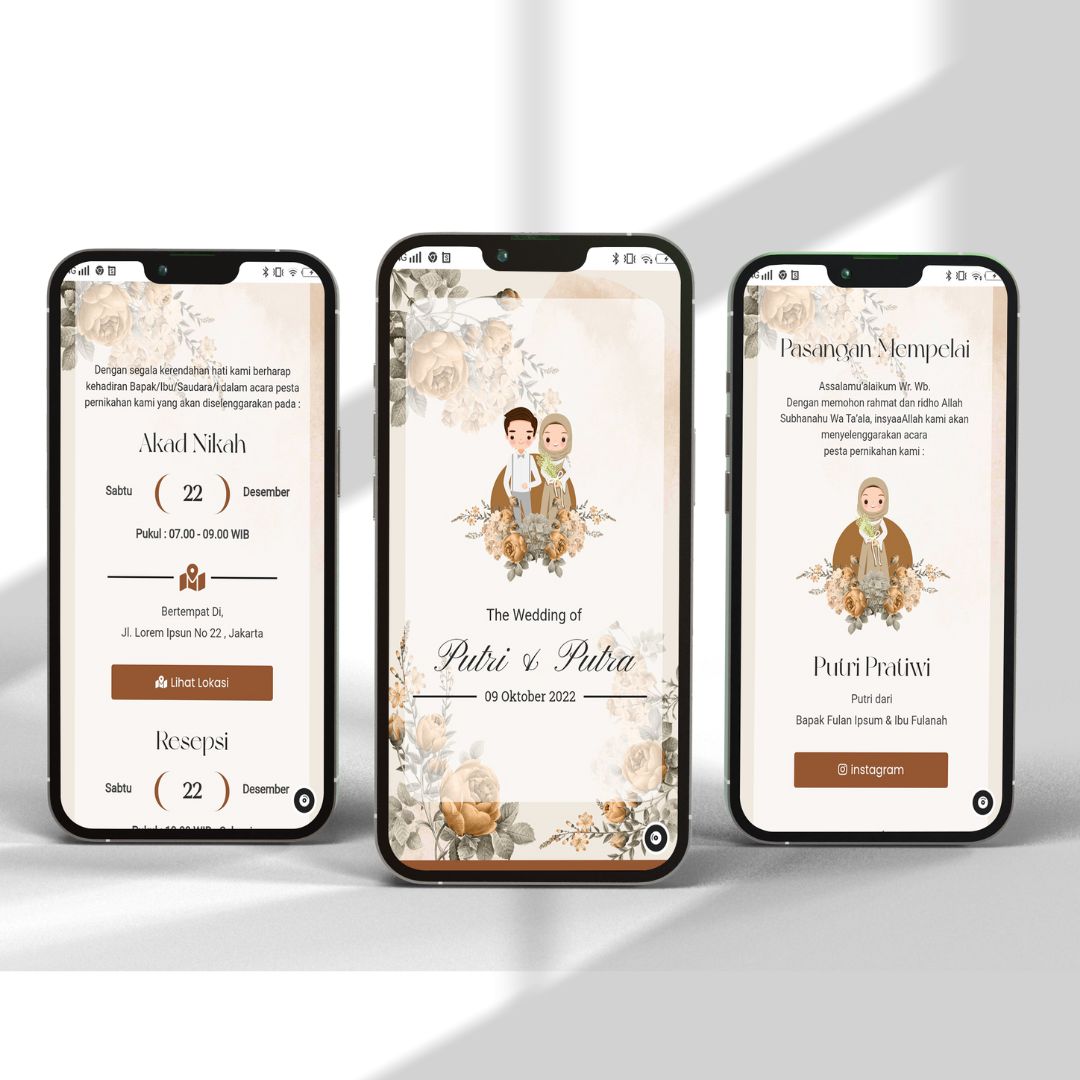 Dengan segala kerendahan hati kami berharap
kehadiran Bapak/Ibu/Saudara/i dalam acara pesta
pernikahan kami yang akan diselenggarakan pada :
Akad Nikah
Sabtu ( 22 ) Desember
Pukul : 07.00 - 09.00 WIB
Bertempat Di,
Jl. Lorem Ipsun No 22 , Jakarta
Lihat Lokasi
Resepsi
Sabtu ( 22 ) Desember
The Wedding of
Putri & Putra
09 Oktober 2022
Pasangan Mempelai
Assalamu'alaikum Wr. Wb.
Dengan memohon rahmat dan ridho Allah
Subhanahu Wa Ta'ala, insyaaAllah kami akan
menyelenggarakan acara
pesta pernikahan kami :
Putri Pratiwi
Putri dari
Bapak Fulan Ipsum & Ibu Fulanah
instagram